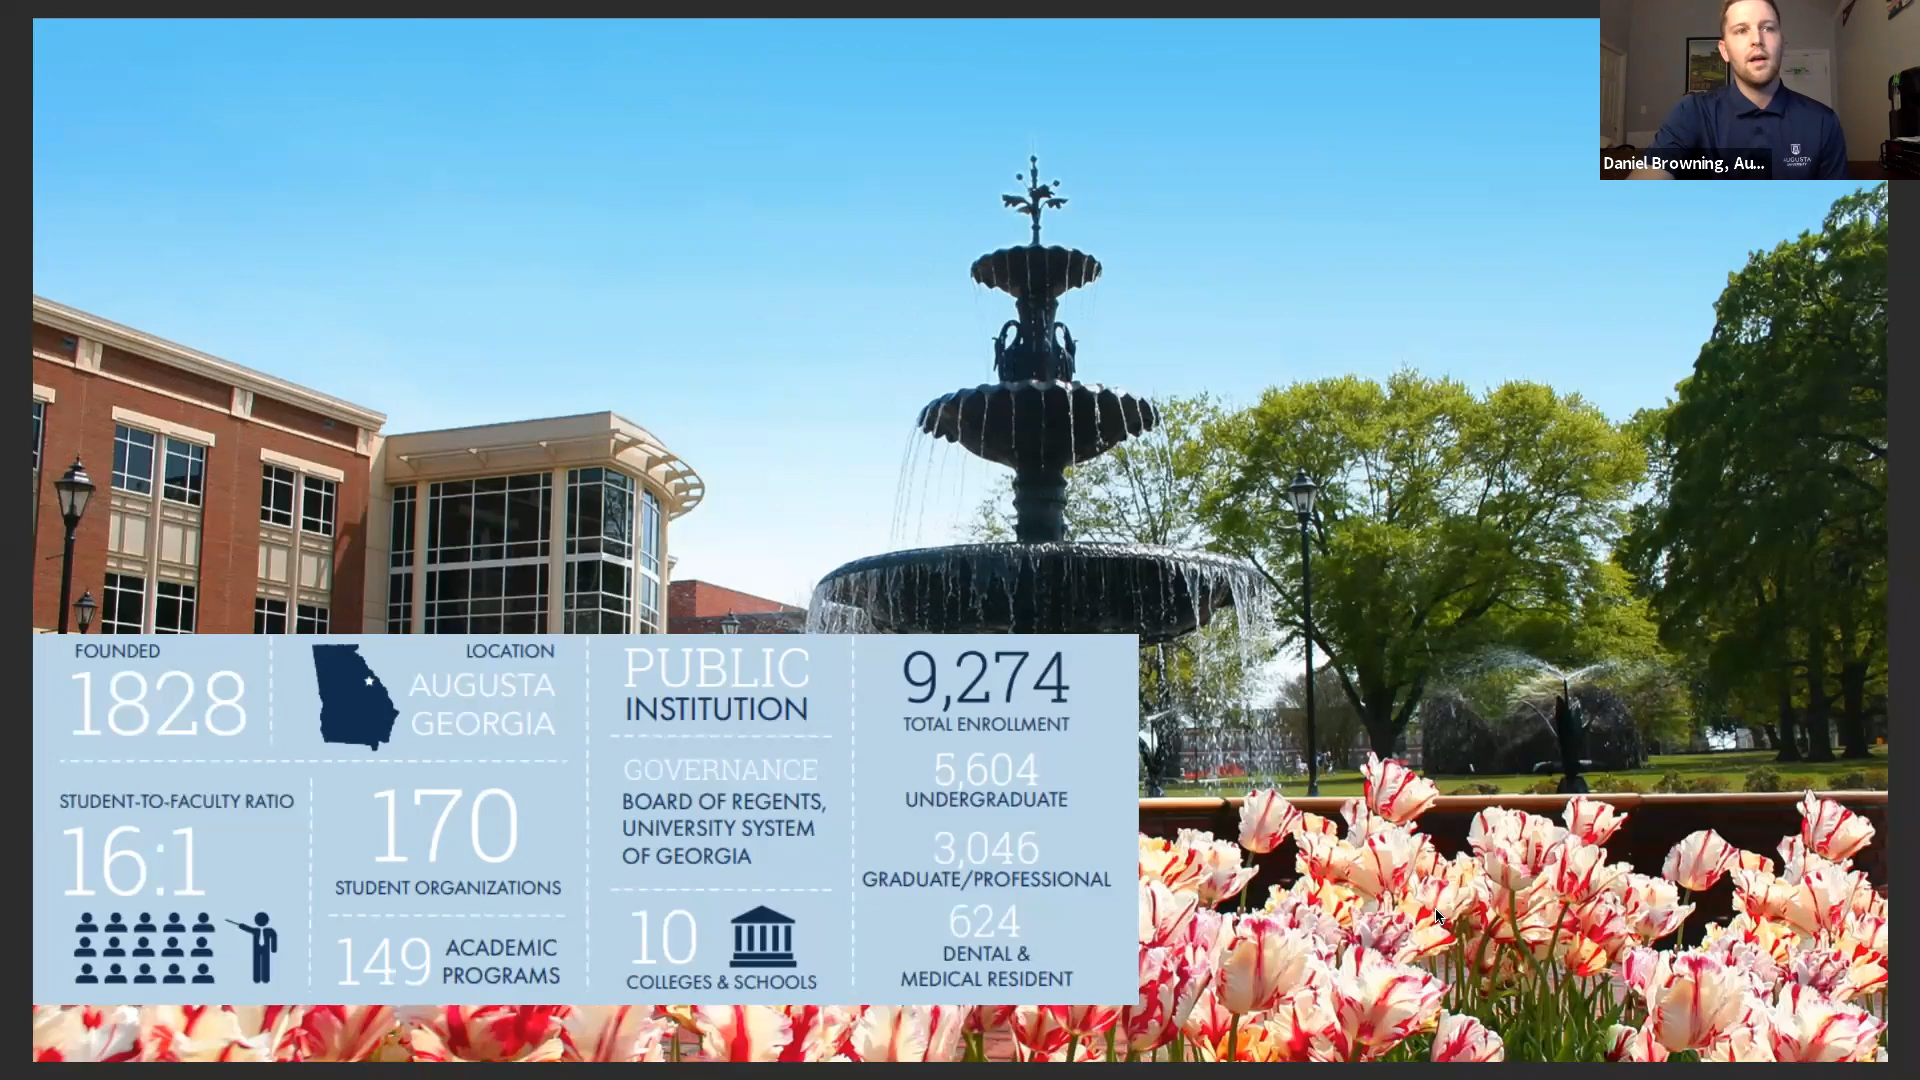 Daniel Browning, Au...
AUGUSTA
UNIVERSITY
FOUNDED
1828
LOCATION
AUGUSTA
GEORGIA
STUDENT-TO-FACULTY RATIO
16:1
170
STUDENT ORGANIZATIONS
149
ACADEMIC
PROGRAMS
PUBLIC
INSTITUTION
GOVERNANCE
BOARD OF REGENTS,
UNIVERSITY SYSTEM
OF GEORGIA
10
COLLEGES & SCHOOLS
9,274
TOTAL ENROLLMENT
5,604
UNDERGRADUATE
3,046
GRADUATE/PROFESSIONAL
624
DENTAL &
MEDICAL RESIDENT